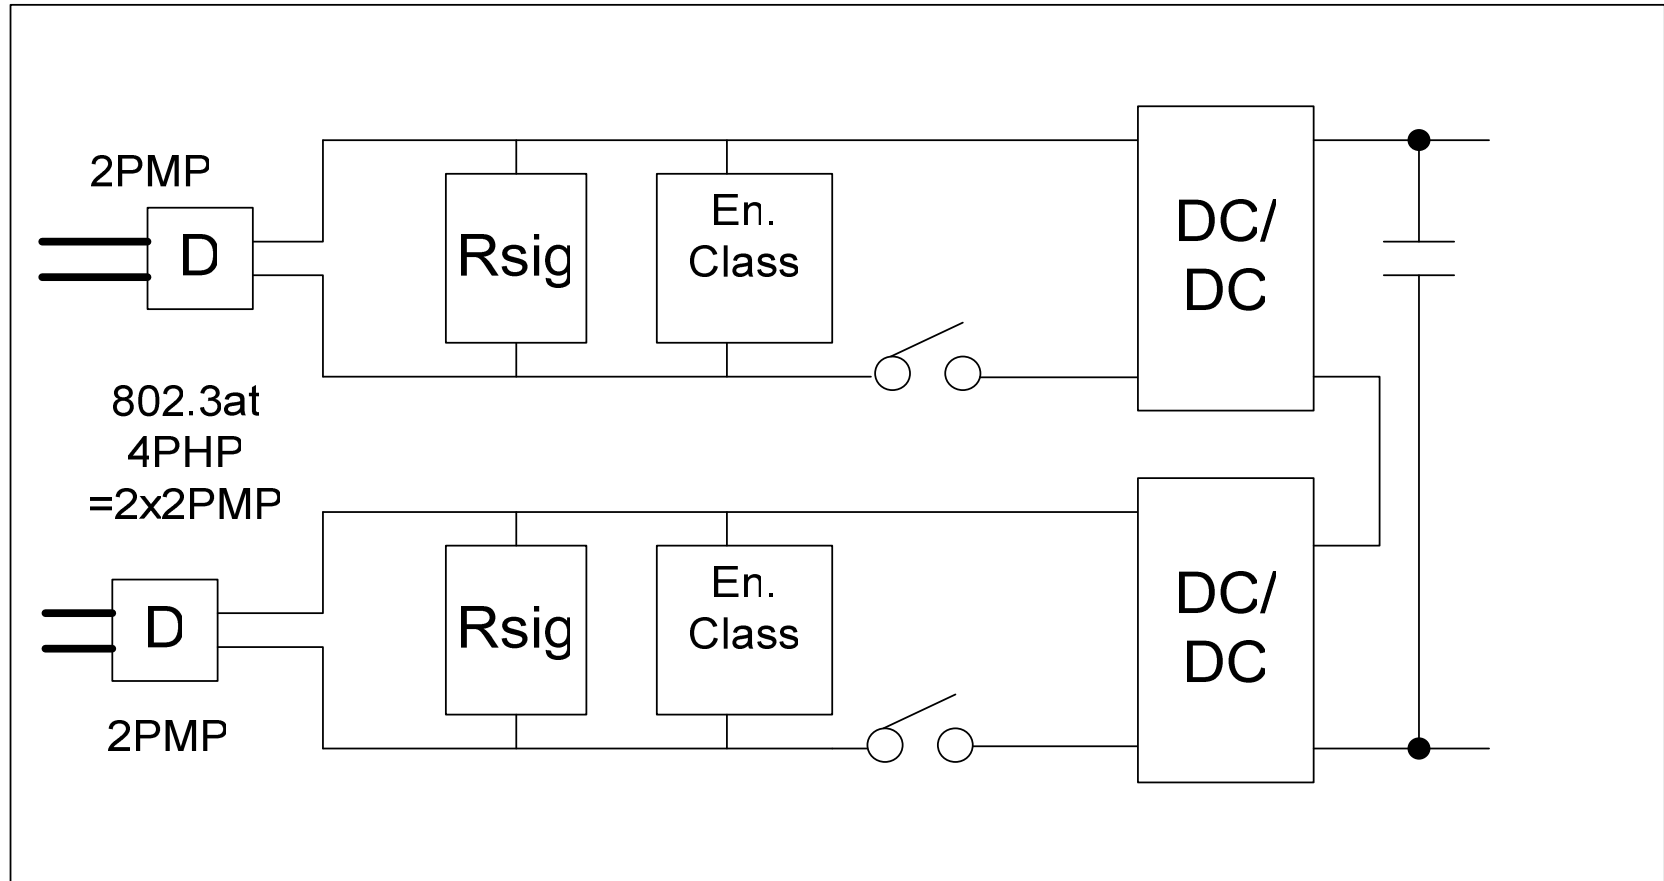 2PMP
D
Rsig
En.
Class
DC/
DC
802.3at
4PHP
=2x2PMP
D
Rsig
En.
Class
DC/
DC
2PMP